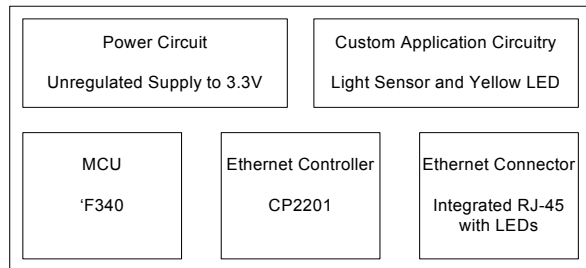 Power Circuit
Unregulated Supply to 3.3V
Custom Application Circuitry
Light Sensor and Yellow LED
MCU
‘F340
Ethernet Controller
CP2201
Ethernet Connector
Integrated RJ-45
with LEDs